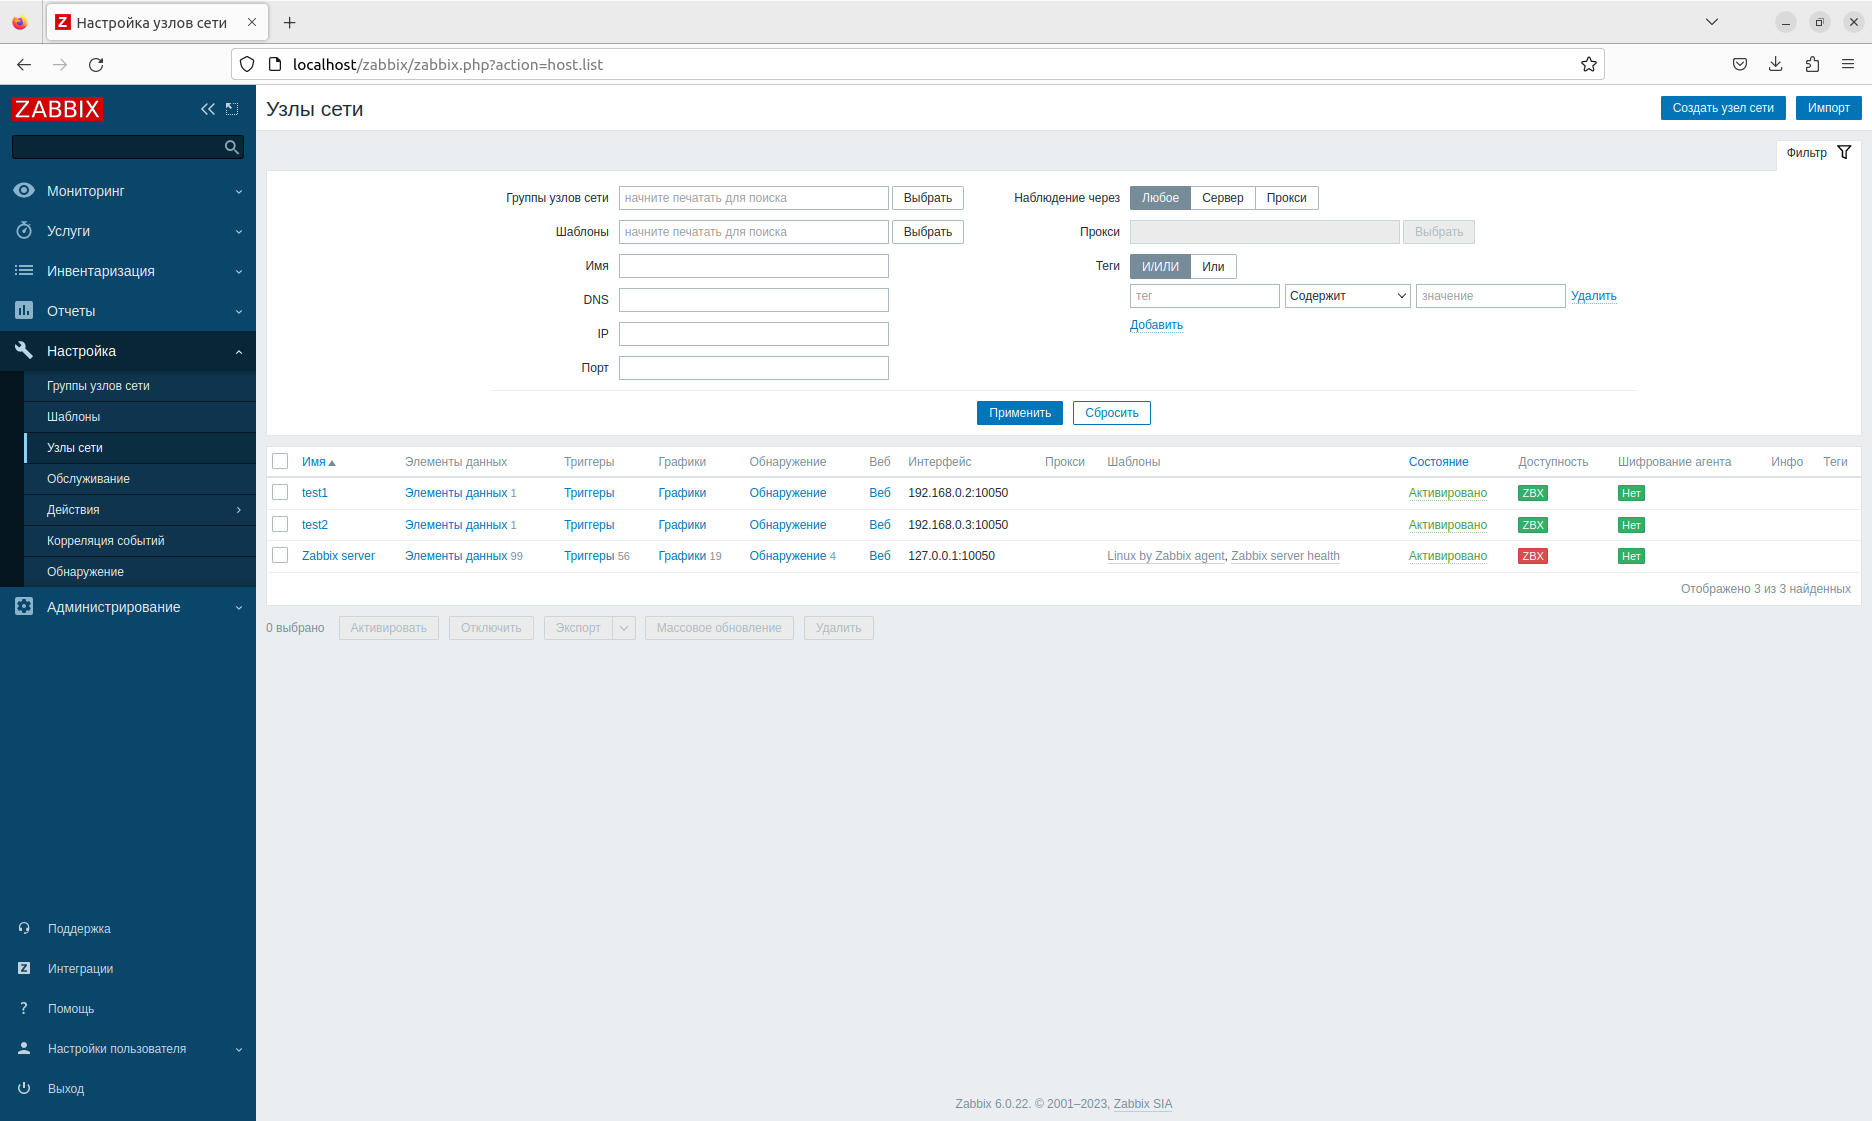 Настройка узлов сети
localhost/zabbix/zabbix.php?action=host.list
ZABBIX
Мониторинг
Услуги
Инвентаризация
Отчеты
Настройка
Группы узлов сети
Шаблоны
Узлы сети
Обслуживание
Действия
Корреляция событий
Обнаружение
Администрирование
Поддержка
Интеграции
Помощь
Настройки пользователя
Выход
Узлы сети
Создать узел сети Импорт
Фильтр
Группы узлов сети начните печатать для поиска Выбрать
Шаблоны начните печатать для поиска Выбрать
Имя
DNS
IP
Порт
Наблюдение через Любое Сервер Прокси
Прокси Выбрать
Теги И/ИЛИ Или
тег Содержит значение Удалить
Добавить
Применить Сбросить
Имя Элементы данных Триггеры Графики Обнаружение Веб Интерфейс Прокси Шаблоны Состояние Доступность Шифрование агента Инфо Теги
test1 Элементы данных 1 Триггеры Графики Обнаружение Веб 192.168.0.2:10050 Активировано ZBX Нет
test2 Элементы данных 1 Триггеры Графики Обнаружение Веб 192.168.0.3:10050 Активировано ZBX Нет
Zabbix server Элементы данных 99 Триггеры 56 Графики 19 Обнаружение 4 Веб 127.0.0.1:10050 Linux by Zabbix agent, Zabbix server health Активировано ZBX Нет
Отображено 3 из 3 найденных
0 выбрано Активировать Отключить Экспорт Массовое обновление Удалить
Zabbix 6.0.22. © 2001–2023, Zabbix SIA